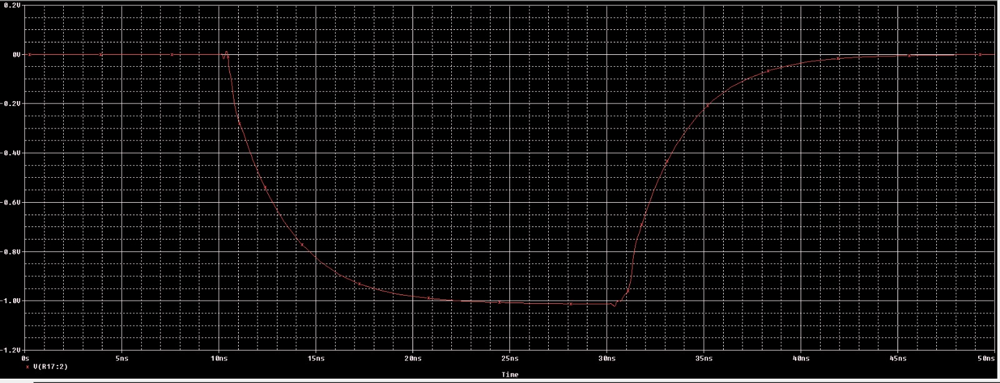 0.2V
0V
-0.2V
-0.4V
-0.6V
-0.8V
-1.0V
-1.2V
0s 5ns 10ns 15ns 20ns 25ns 30ns 35ns 40ns 45ns 50ns
V(R17:2)
Time